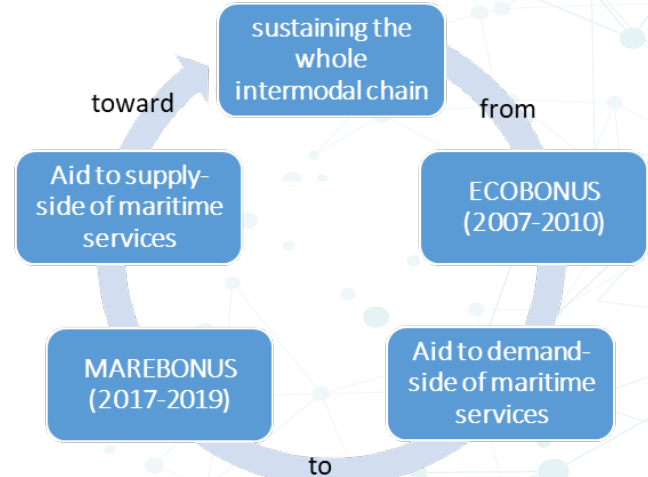 sustaining the
whole
intermodal chain
toward
from
Aid to supply-
side of maritime
services
ECOBONUS
(2007-2010)
MAREBONUS
(2017-2019)
Aid to demand-
side of maritime
services
to